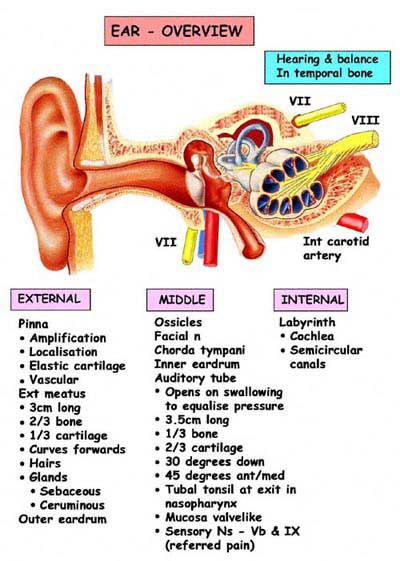 EAR - OVERVIEW
Hearing & balance
In temporal bone
VII
VIII
VII
Int carotid
artery
EXTERNAL
Pinna
• Amplification
• Localisation
• Elastic cartilage
• Vascular
Ext meatus
• 3cm long
• 2/3 bone
• 1/3 cartilage
• Curves forwards
• Hairs
• Glands
• Sebaceous
• Ceruminous
Outer eardrum
MIDDLE
Ossicles
Facial n
Chorda tympani
Inner eardrum
Auditory tube
• Opens on swallowing
to equalise pressure
• 3.5cm long
• 1/3 bone
• 2/3 cartilage
• 30 degrees down
• 45 degrees ant/med
• Tubal tonsil at exit in
nasopharynx
• Mucosa valvelike
• Sensory Ns - Vb & IX
(referred pain)
INTERNAL
Labyrinth
• Cochlea
• Semicircular
canals